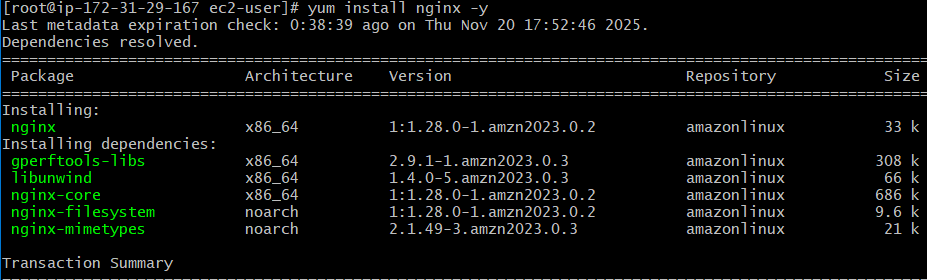 [root@ip-172-31-29-167 ec2-user]# yum install nginx -y
Last metadata expiration check: 0:38:39 ago on Thu Nov 20 17:52:46 2025.
Dependencies resolved.
================================================================================
Package Architecture Version Repository Size
================================================================================
Installing:
nginx x86_64 1:1.28.0-1.amzn2023.0.2 amazonlinux 33 k
Installing dependencies:
gperftools-libs x86_64 2.9.1-1.amzn2023.0.3 amazonlinux 308 k
libunwind x86_64 1.4.0-5.amzn2023.0.3 amazonlinux 66 k
nginx-core x86_64 1:1.28.0-1.amzn2023.0.2 amazonlinux 686 k
nginx-filesystem noarch 1:1.28.0-1.amzn2023.0.2 amazonlinux 9.6 k
nginx-mimetypes noarch 2.1.49-3.amzn2023.0.3 amazonlinux 21 k
Transaction Summary
================================================================================